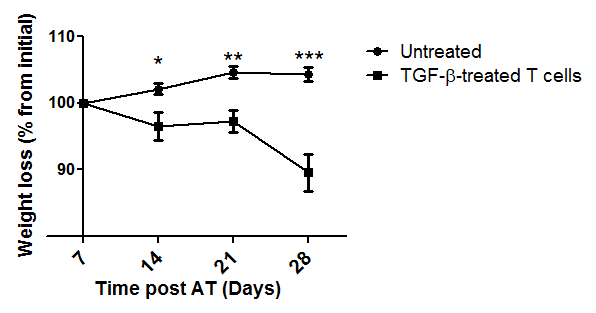 110
100
90
Weight loss (% from initial)
* ** ***
7 14 21 28
Time post AT (Days)
Untreated
TGF-β-treated T cells